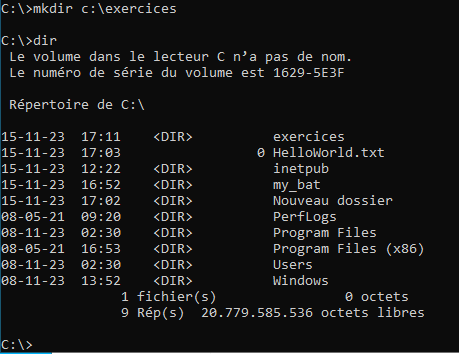 C:\>mkdir c:\exercices
C:\>dir
Le volume dans le lecteur C n’a pas de nom.
Le numéro de série du volume est 1629-5E3F
Répertoire de C:\
15-11-23  17:11    <DIR>          exercices
15-11-23  17:03                 0 HelloWorld.txt
15-11-23  12:22    <DIR>          inetpub
15-11-23  16:52    <DIR>          my_bat
15-11-23  17:02    <DIR>          Nouveau dossier
08-05-21  09:20    <DIR>          PerfLogs
08-11-23  02:30    <DIR>          Program Files
08-05-21  16:53    <DIR>          Program Files (x86)
08-11-23  02:30    <DIR>          Users
08-11-23  13:52    <DIR>          Windows
1 fichier(s)                0 octets
9 Rép(s)  20.779.585.536 octets libres
C:\>